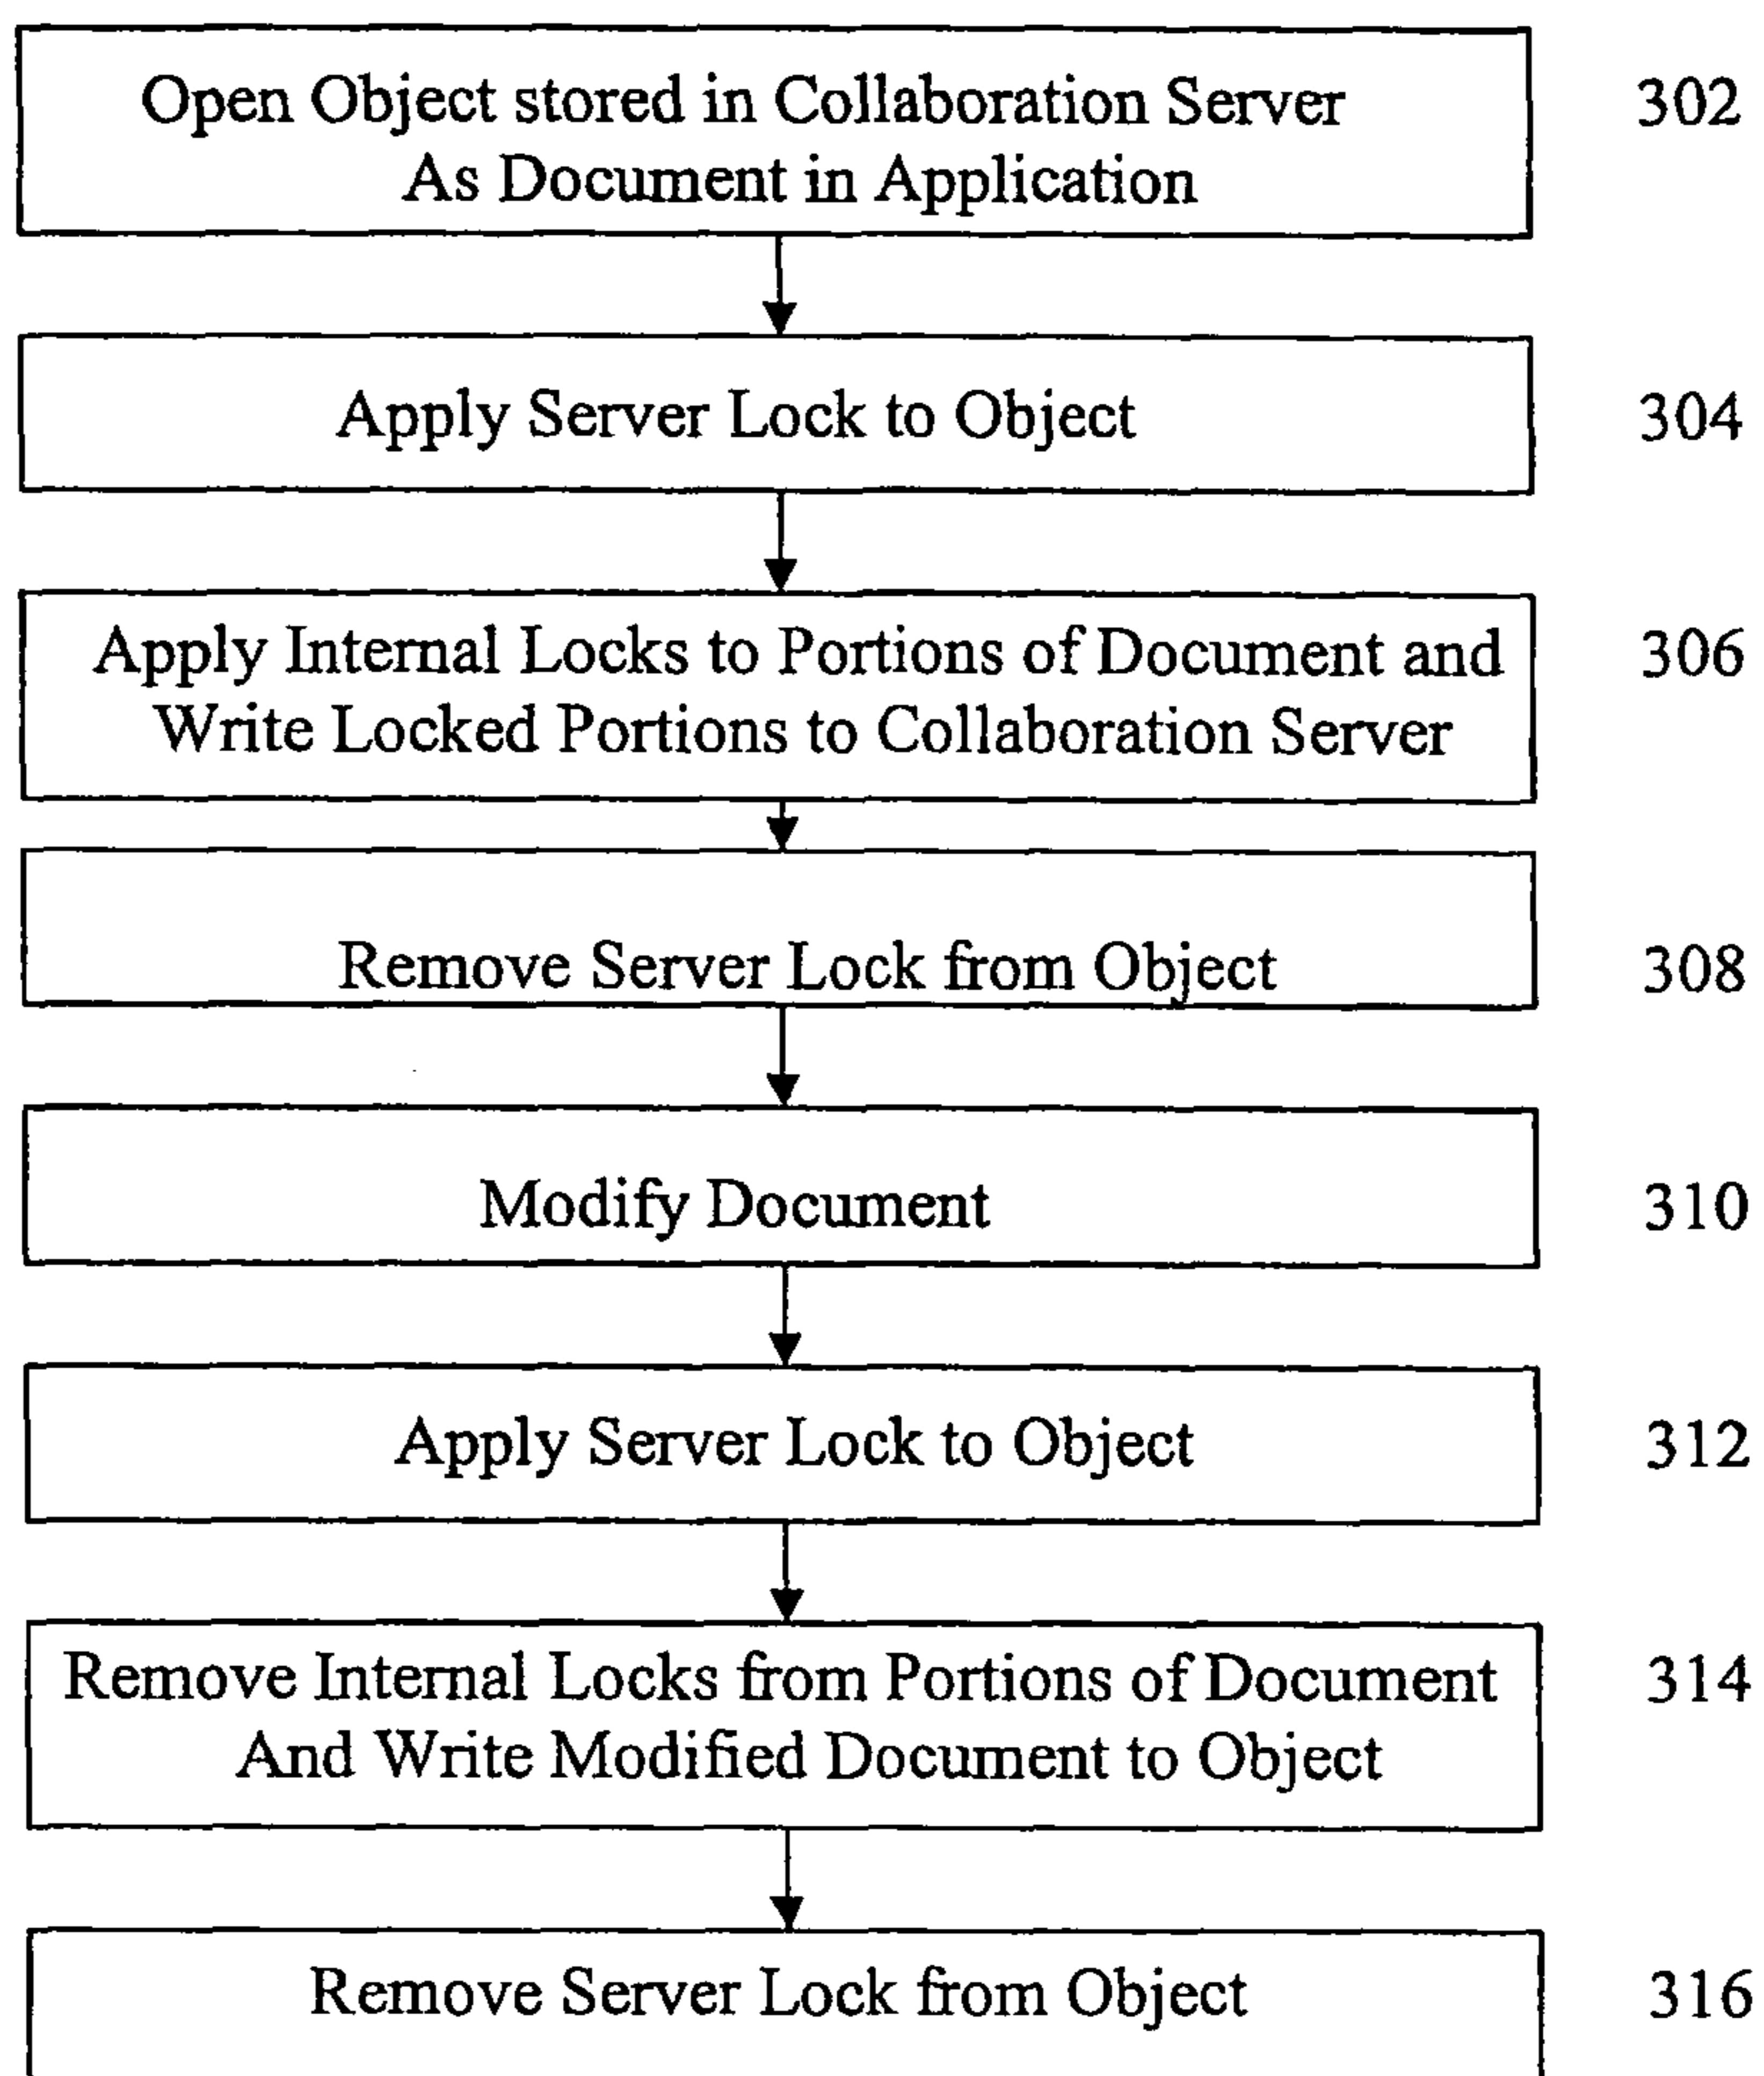 Open Object stored in Collaboration Server
As Document in Application
302
Apply Server Lock to Object
304
Apply Internal Locks to Portions of Document and
Write Locked Portions to Collaboration Server
306
Remove Server Lock from Object
308
Modify Document
310
Apply Server Lock to Object
312
Remove Internal Locks from Portions of Document
And Write Modified Document to Object
314
Remove Server Lock from Object
316